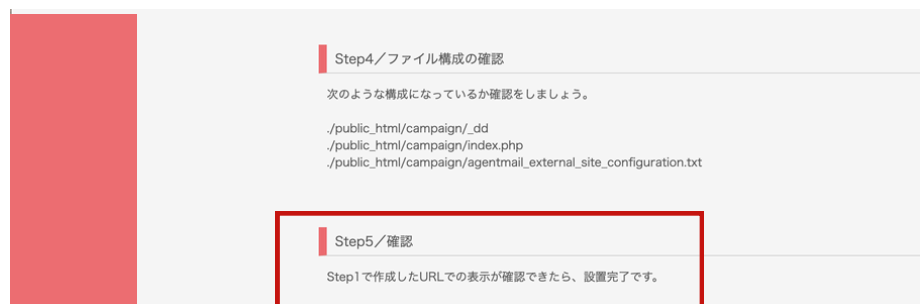 Step4／ファイル構成の確認
次のような構成になっているか確認をしましょう。
./public_html/campaign/_dd
./public_html/campaign/index.php
./public_html/campaign/agentmail_external_site_configuration.txt
Step5／確認
Step1で作成したURLでの表示が確認できたら、設置完了です。